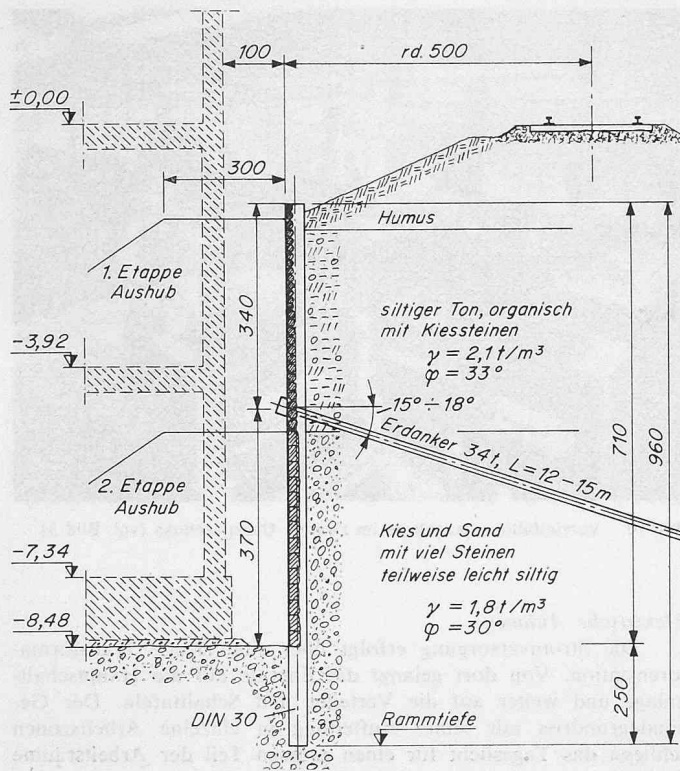 100
rd. 500
±0,00
300
Humus
1. Etappe
Aushub
340
siltiger Ton, organisch
mit Kiessteinen
γ = 2,1 t/m³
φ = 33°
-3,92
15° ÷ 18°
Erdanker 34t, L = 12 – 15m
710
960
2. Etappe
Aushub
370
Kies und Sand
mit viel Steinen
teilweise leicht siltig
γ = 1,8 t/m³
φ = 30°
-7,34
-8,48
250
DIN 30
Rammtiefe